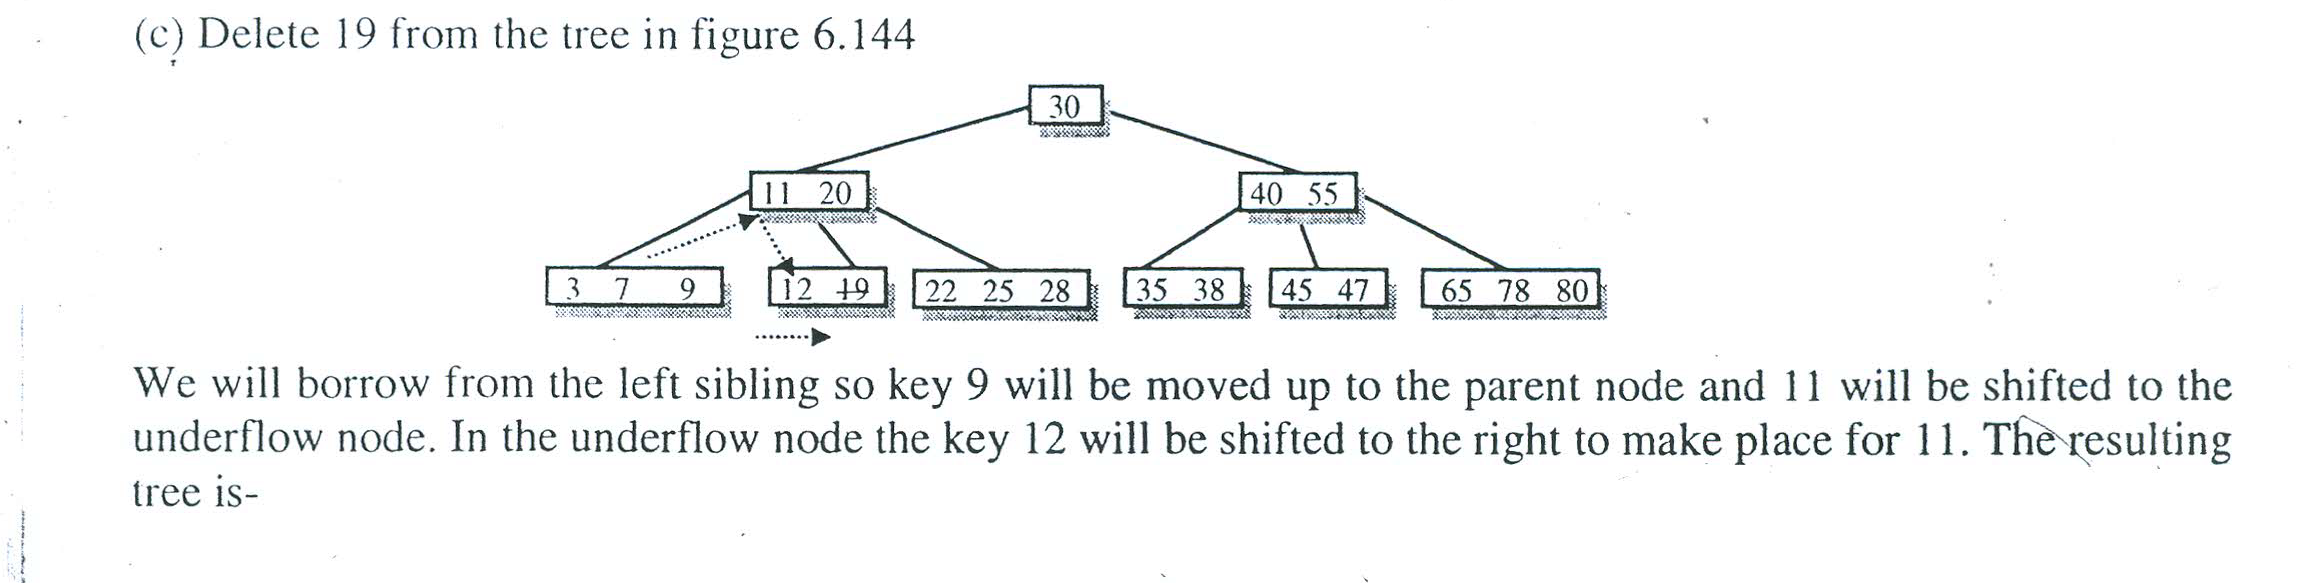 (c) Delete 19 from the tree in figure 6.144
30
11 20
40 55
3 7 9
12 19
22 25 28
35 38
45 47
65 78 80
We will borrow from the left sibling so key 9 will be moved up to the parent node and 11 will be shifted to the
underflow node. In the underflow node the key 12 will be shifted to the right to make place for 11. The resulting
tree is-